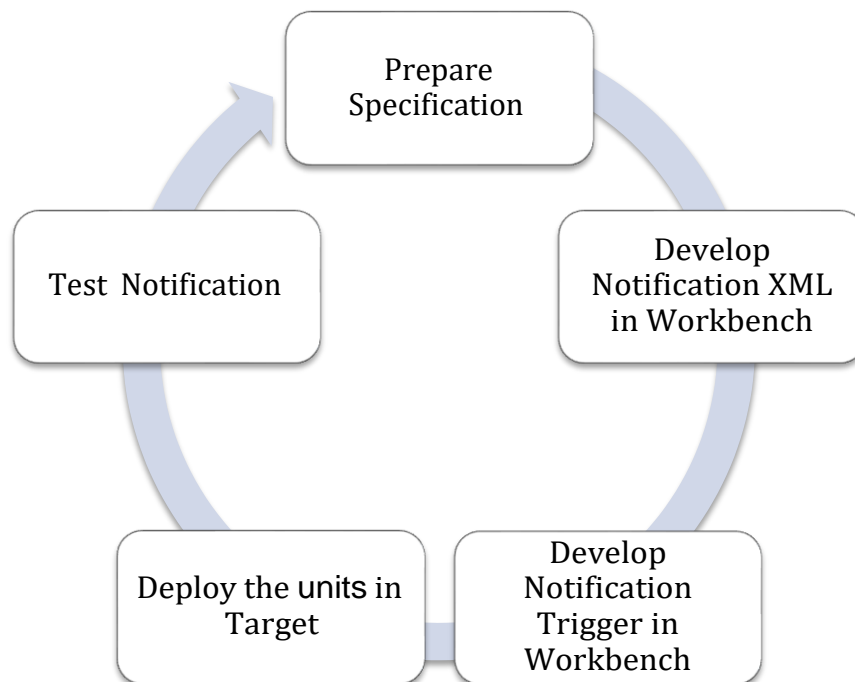 Prepare
Specification
Develop
Notification XML
in Workbench
Develop
Notification
Trigger in
Workbench
Deploy the units in
Target
Test  Notification